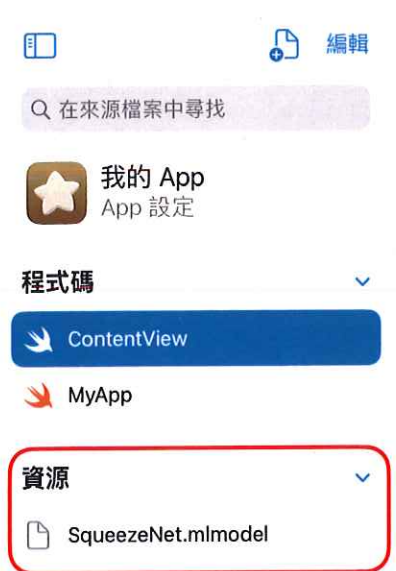 編輯
在來源檔案中尋找
我的 App
App 設定
程式碼
ContentView
MyApp
資源
SqueezeNet.mlmodel